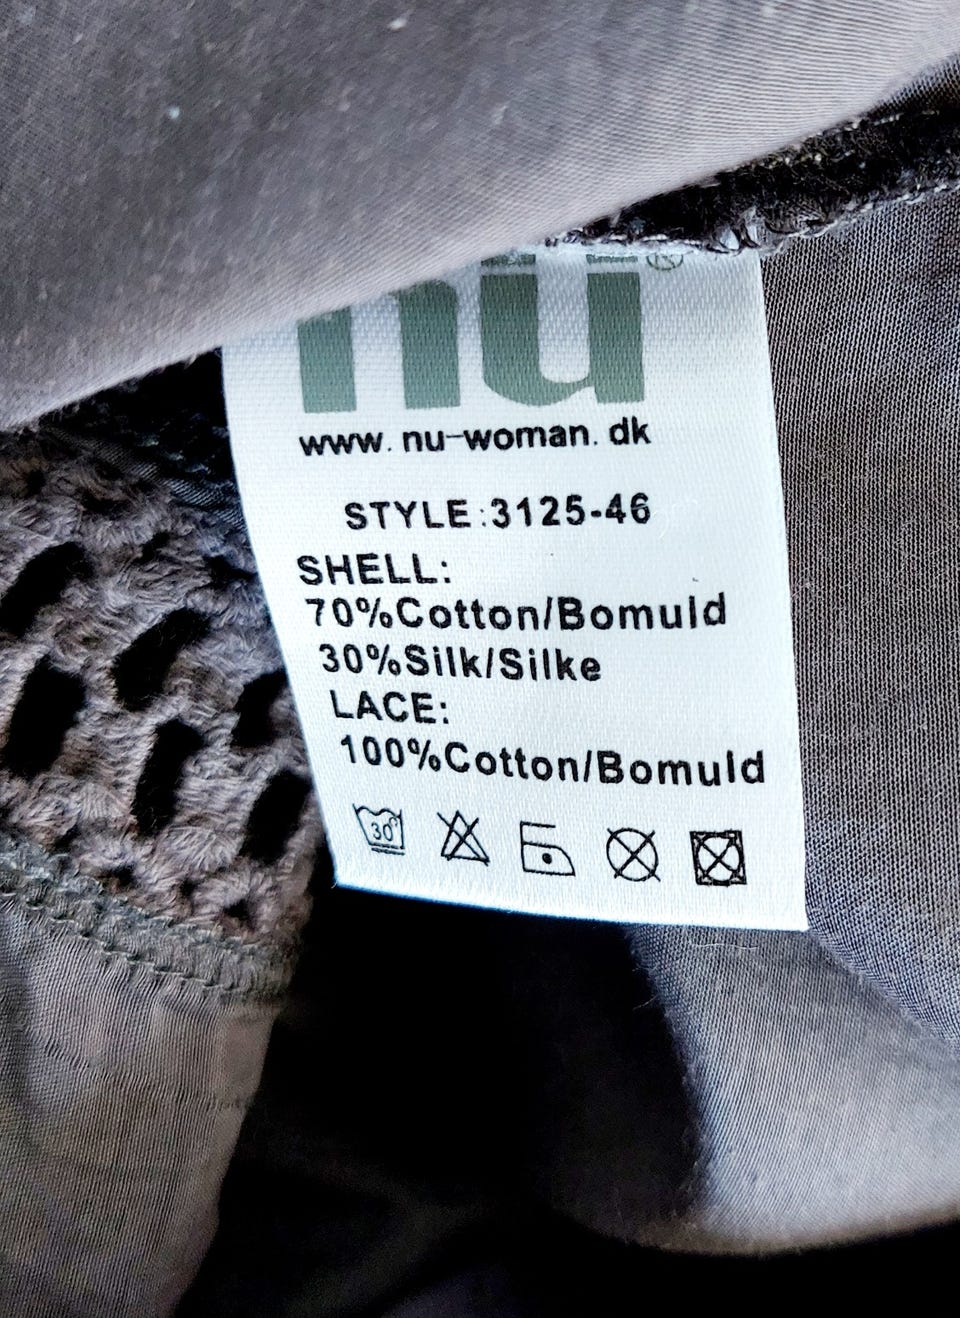 nü®
www.nu-woman.dk
STYLE:3125-46
SHELL:
70%Cotton/Bomuld
30%Silk/Silke
LACE:
100%Cotton/Bomuld
30°